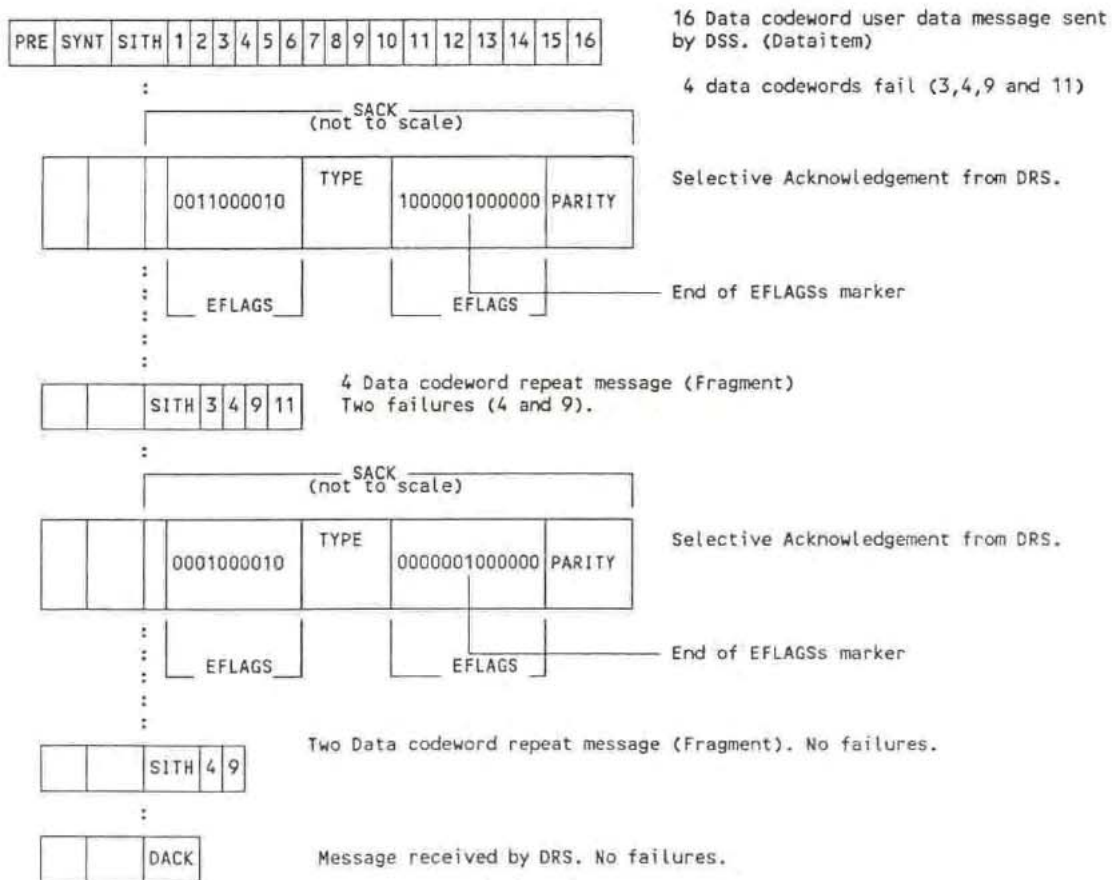 PRE SYNT SITH 1 2 3 4 5 6 7 8 9 10 11 12 13 14 15 16
16 Data codeword user data message sent
by DSS. (Dataitem)
4 data codewords fail (3,4,9 and 11)
SACK
(not to scale)
0011000010 TYPE 1000001000000 PARITY
Selective Acknowledgement from DRS.
EFLAGS EFLAGS
End of EFLAGSs marker
SITH 3 4 9 11
4 Data codeword repeat message (Fragment)
Two failures (4 and 9).
SACK
(not to scale)
0001000010 TYPE 0000001000000 PARITY
Selective Acknowledgement from DRS.
EFLAGS EFLAGS
End of EFLAGSs marker
SITH 4 9
Two Data codeword repeat message (Fragment). No failures.
DACK
Message received by DRS. No failures.